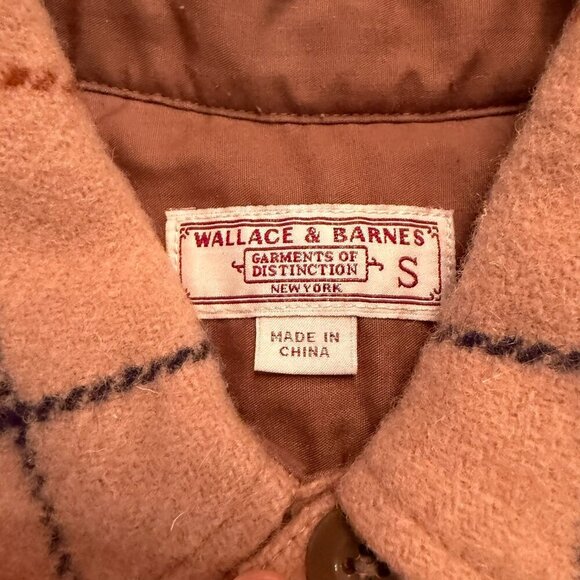 WALLACE & BARNES
GARMENTS OF
DISTINCTION
NEW YORK
S
MADE IN
CHINA